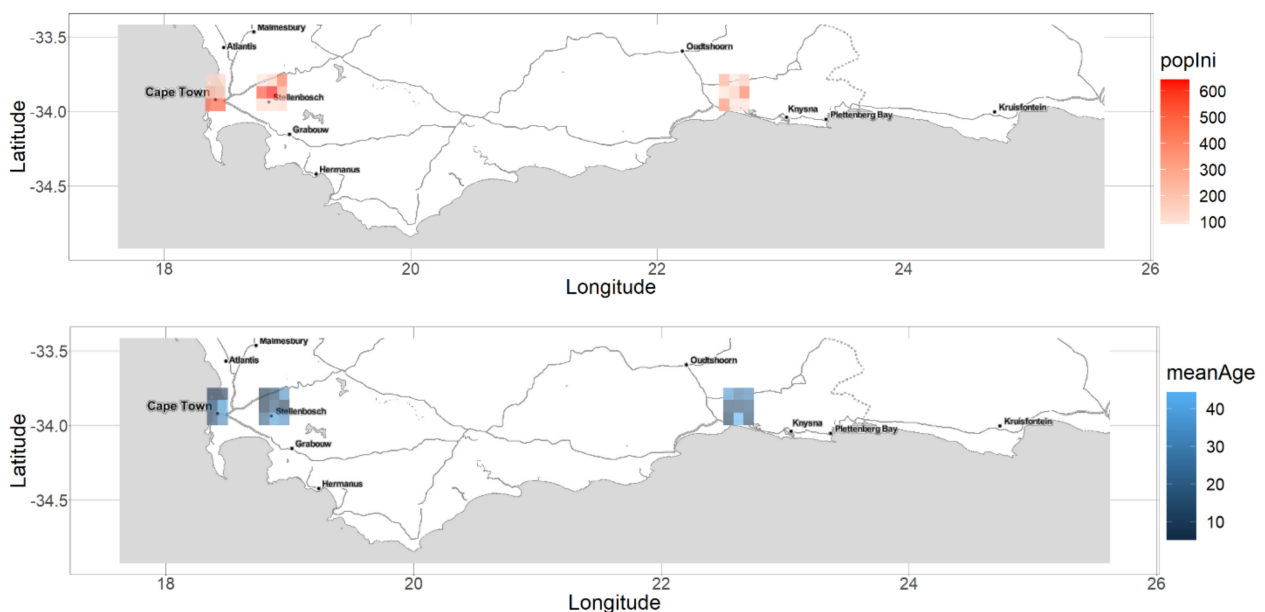 Malmesbury
-33.5
Atlantis
Oudtshoorn
popIni
Cape Town
Stellenbosch
600
Latitude
-34.0
Knysna
Plettenberg Bay
Kruisfontein
500
Grabouw
400
300
Hermanus
-34.5
200
100
18
20
22
24
26
Longitude
Malmesbury
-33.5
Atlantis
Oudtshoorn
meanAge
Cape Town
Stellenbosch
40
Latitude
-34.0
Knysna
Plettenberg Bay
Kruisfontein
30
Grabouw
20
Hermanus
-34.5
10
18
20
22
24
26
Longitude